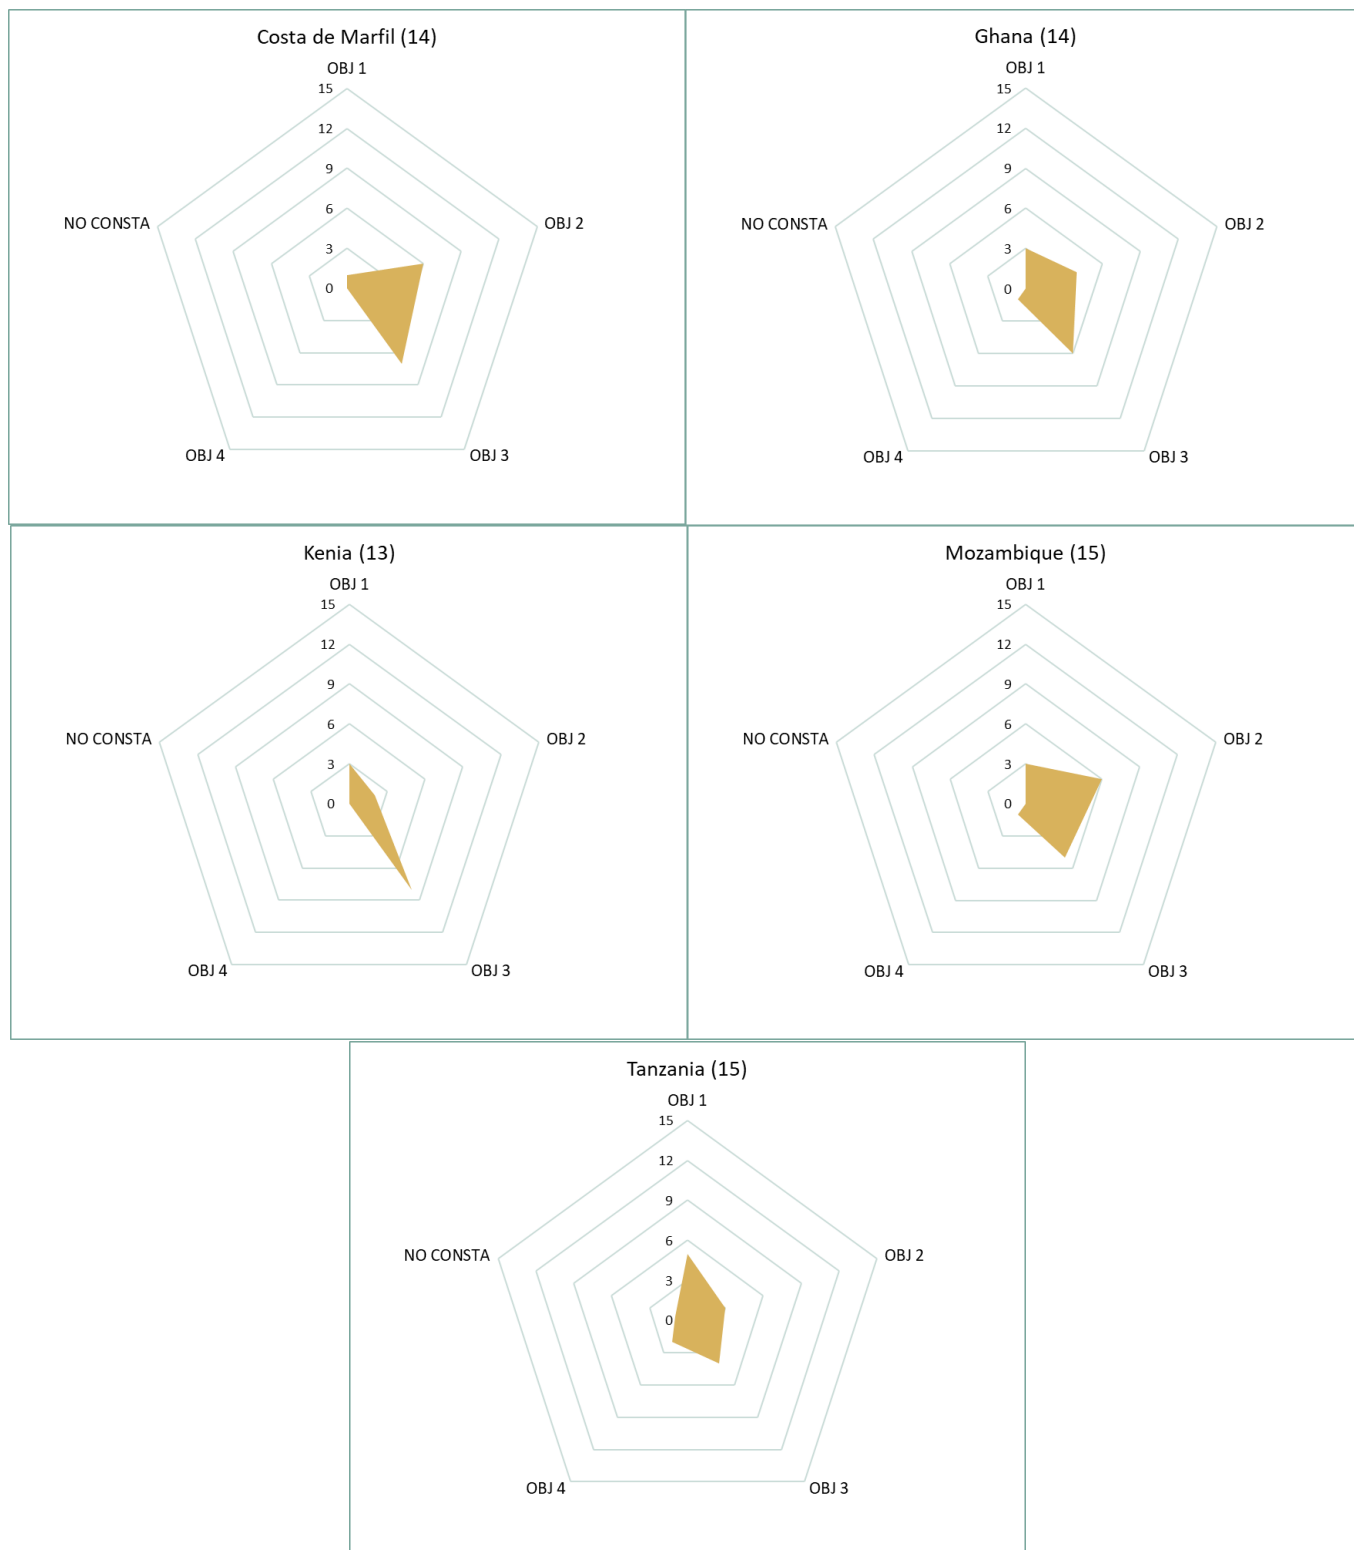 Costa de Marfil (14)
OBJ 1
15
12
9
6
3
0
OBJ 2
OBJ 3
OBJ 4
NO CONSTA
Ghana (14)
OBJ 1
15
12
9
6
3
0
OBJ 2
OBJ 3
OBJ 4
NO CONSTA
Kenia (13)
OBJ 1
15
12
9
6
3
0
OBJ 2
OBJ 3
OBJ 4
NO CONSTA
Mozambique (15)
OBJ 1
15
12
9
6
3
0
OBJ 2
OBJ 3
OBJ 4
NO CONSTA
Tanzania (15)
OBJ 1
15
12
9
6
3
0
OBJ 2
OBJ 3
OBJ 4
NO CONSTA